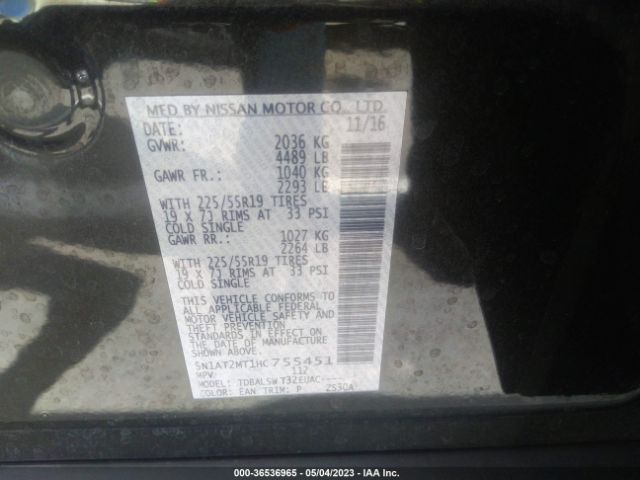 MFD BY NISSAN MOTOR CO., LTD.
DATE: 11/16
GVWR: 2036 KG
4489 LB
GAWR FR.: 1040 KG
2293 LB
WITH 225/55R19 TIRES
19 X 7J RIMS AT 33 PSI
COLD SINGLE
GAWR RR.: 1027 KG
2264 LB
WITH 225/55R19 TIRES
19 X 7J RIMS AT 33 PSI
COLD SINGLE
THIS VEHICLE CONFORMS TO
ALL APPLICABLE FEDERAL
MOTOR VEHICLE SAFETY AND
THEFT PREVENTION
STANDARDS IN EFFECT ON
THE DATE OF MANUFACTURE
SHOWN ABOVE.
5N1AT2MT1HC755451
MPV 112
MODEL: TDBALSWT32EUAC-----
COLOR: EAN TRIM: P ZS30A
000-36536965 - 05/04/2023 - IAA Inc.